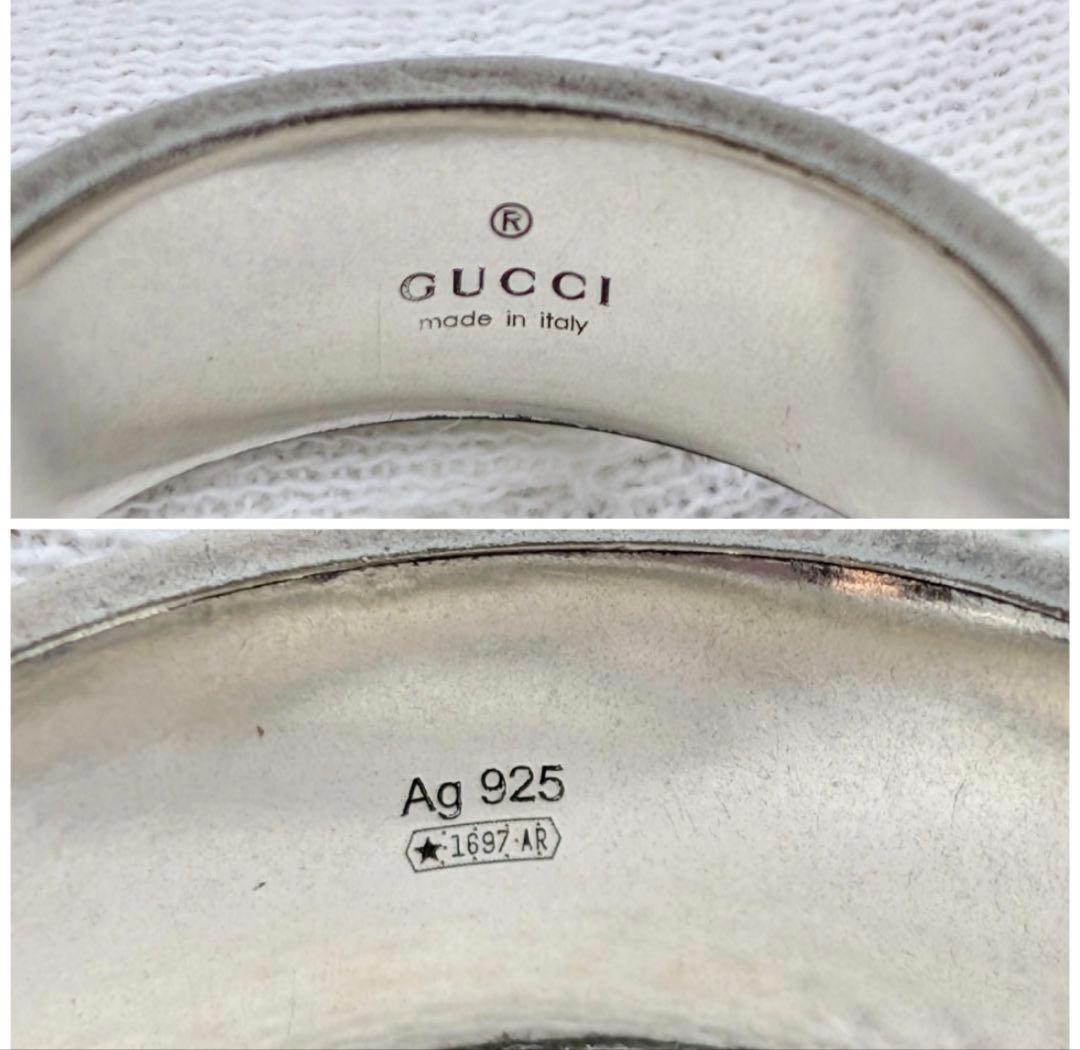 ®
GUCCI
made in italy
Ag 925
★1697·AR